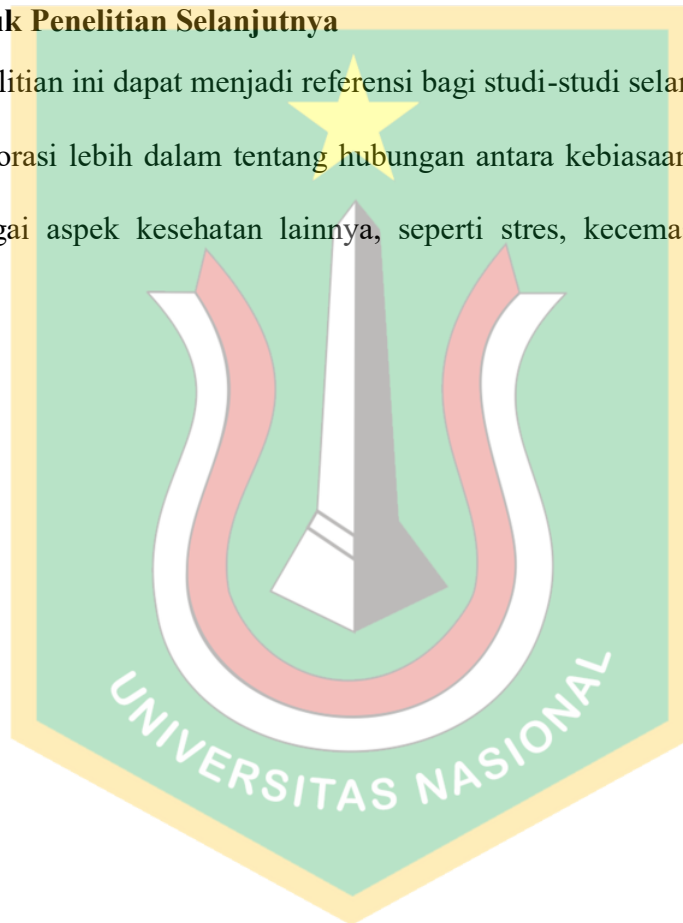 k Penelitian Selanjutnya
elitian ini dapat menjadi referensi bagi studi-studi selan
orasi lebih dalam tentang hubungan antara kebiasaan
gai aspek kesehatan lainnya, seperti stres, kecema
UNIVERSITAS NASIONAL